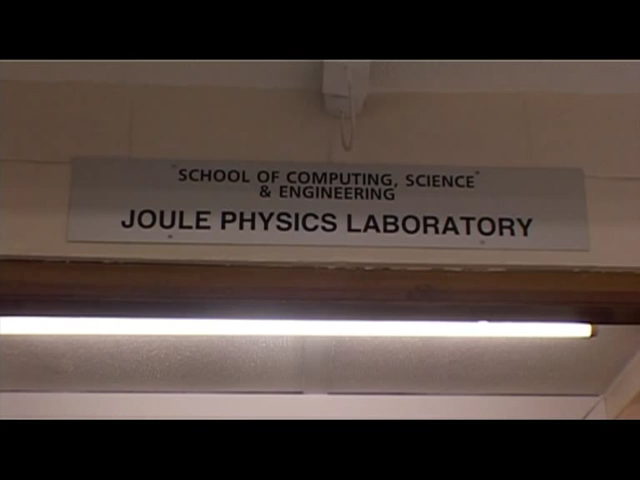 SCHOOL OF COMPUTING, SCIENCE
& ENGINEERING
JOULE PHYSICS LABORATORY